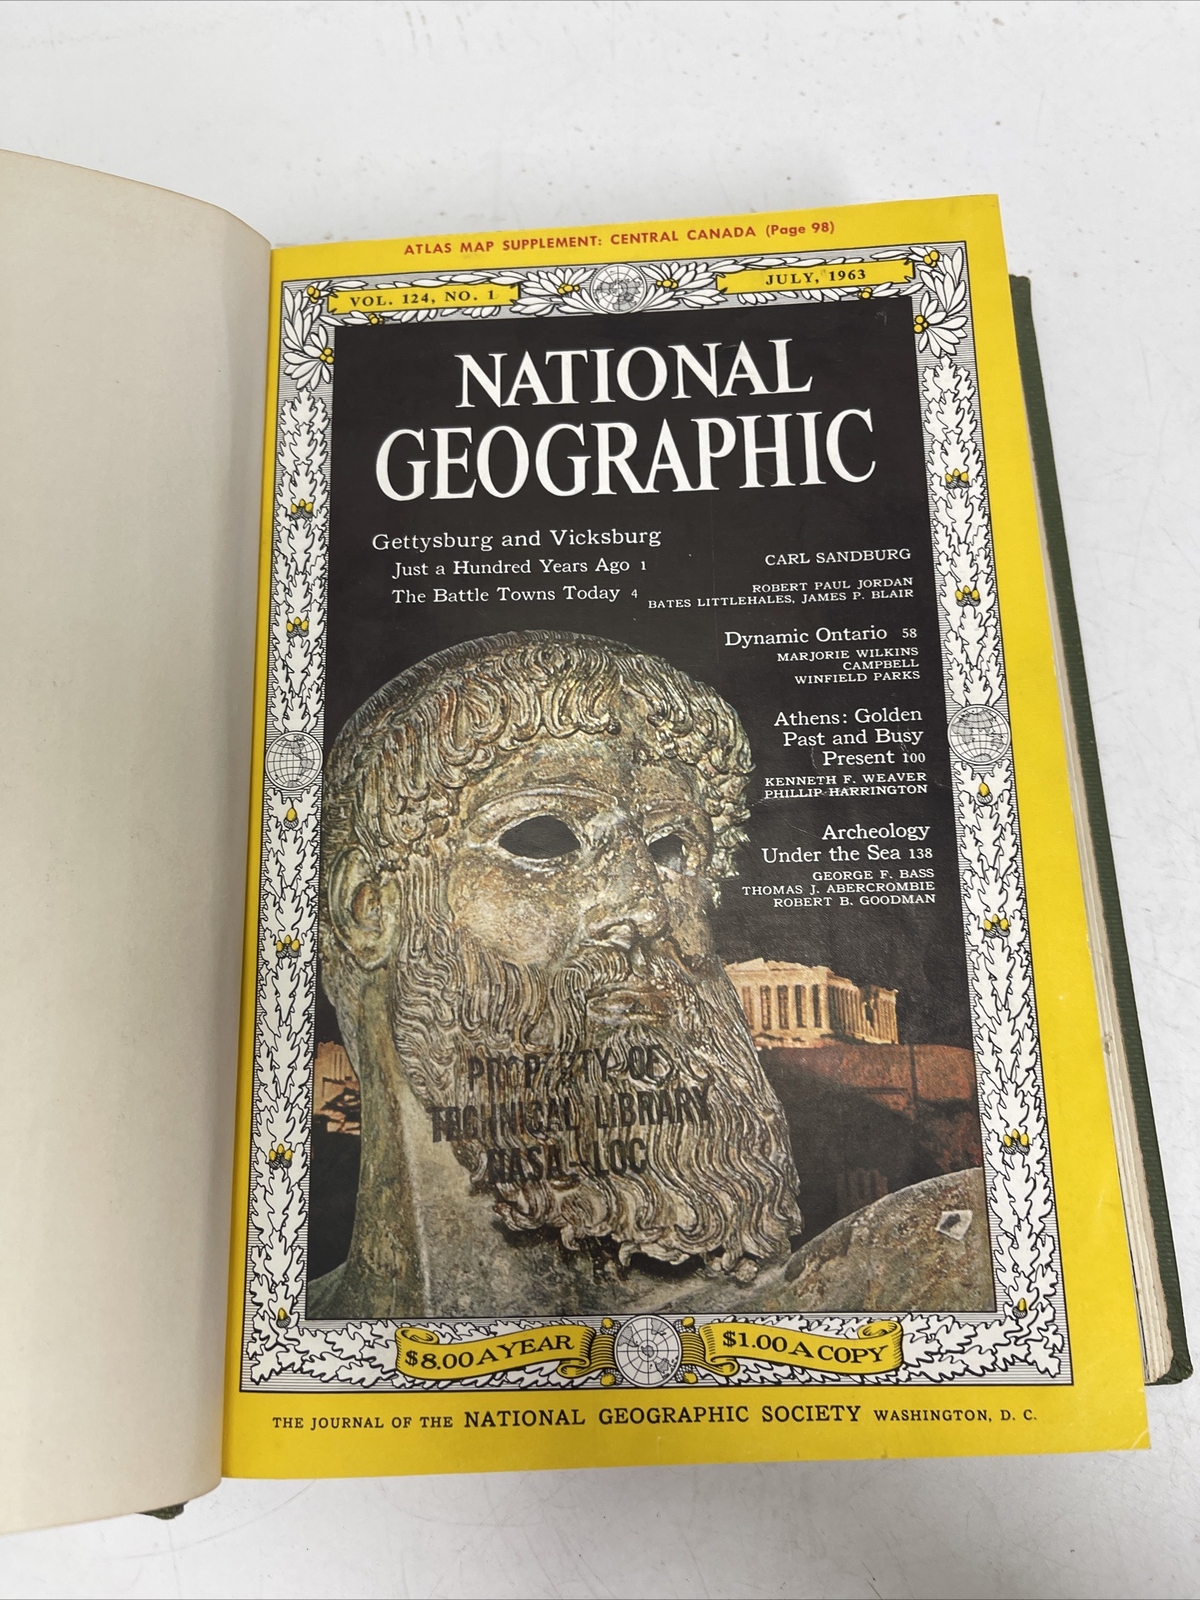 ATLAS MAP SUPPLEMENT: CENTRAL CANADA (Page 98)
VOL. 124, NO. 1
JULY, 1963
NATIONAL
GEOGRAPHIC
Gettysburg and Vicksburg
Just a Hundred Years Ago 1
CARL SANDBURG
The Battle Towns Today 4
ROBERT PAUL JORDAN
BATES LITTLEHALES, JAMES P. BLAIR
Dynamic Ontario 58
MARJORIE WILKINS
CAMPBELL
WINFIELD PARKS
Athens: Golden
Past and Busy
Present 100
KENNETH F. WEAVER
PHILLIP HARRINGTON
Archeology
Under the Sea 138
GEORGE F. BASS
THOMAS J. ABERCROMBIE
ROBERT B. GOODMAN
PROPERTY OF
TECHNICAL LIBRARY
NASA-LOC
$8.00 A YEAR
$1.00 A COPY
THE JOURNAL OF THE NATIONAL GEOGRAPHIC SOCIETY WASHINGTON, D. C.